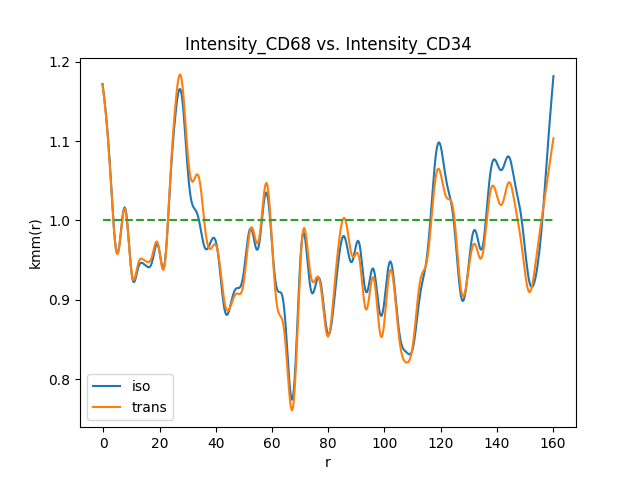 Intensity_CD68 vs. Intensity_CD34
kmm(r)
1.2
1.1
1.0
0.9
0.8
iso
trans
0 20 40 60 80 100 120 140 160
r